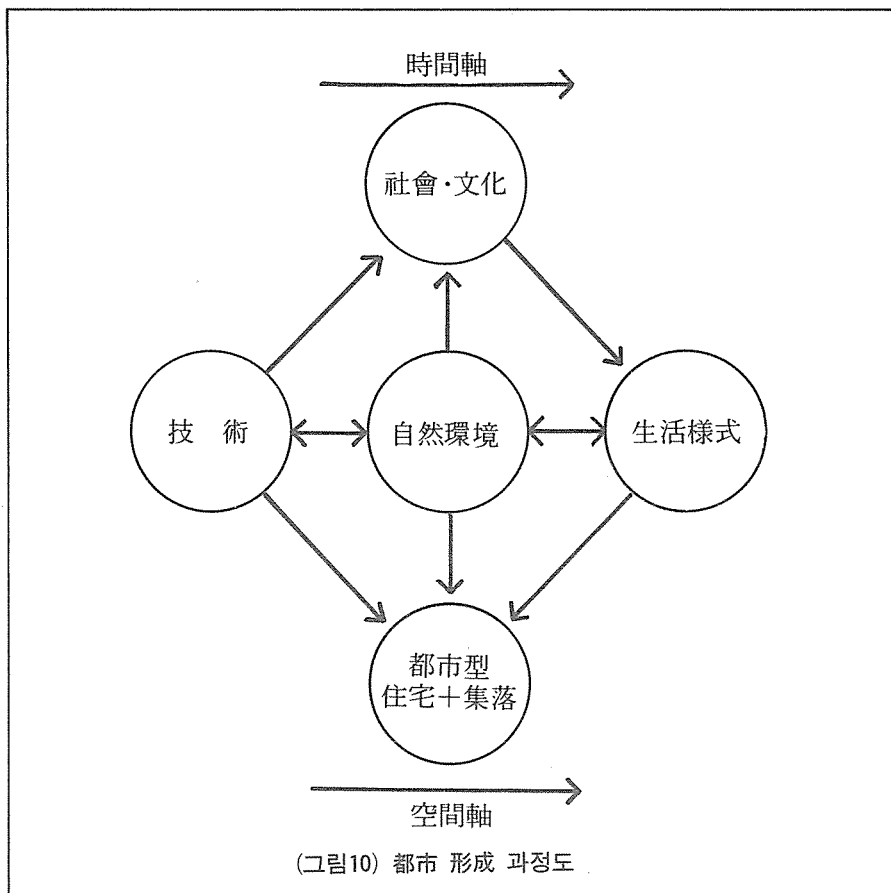 時間軸
社會·文化
技 術
自然環境
生活様式
都市型
住宅+集落
空間軸
(그림10) 都市 形成 과정도